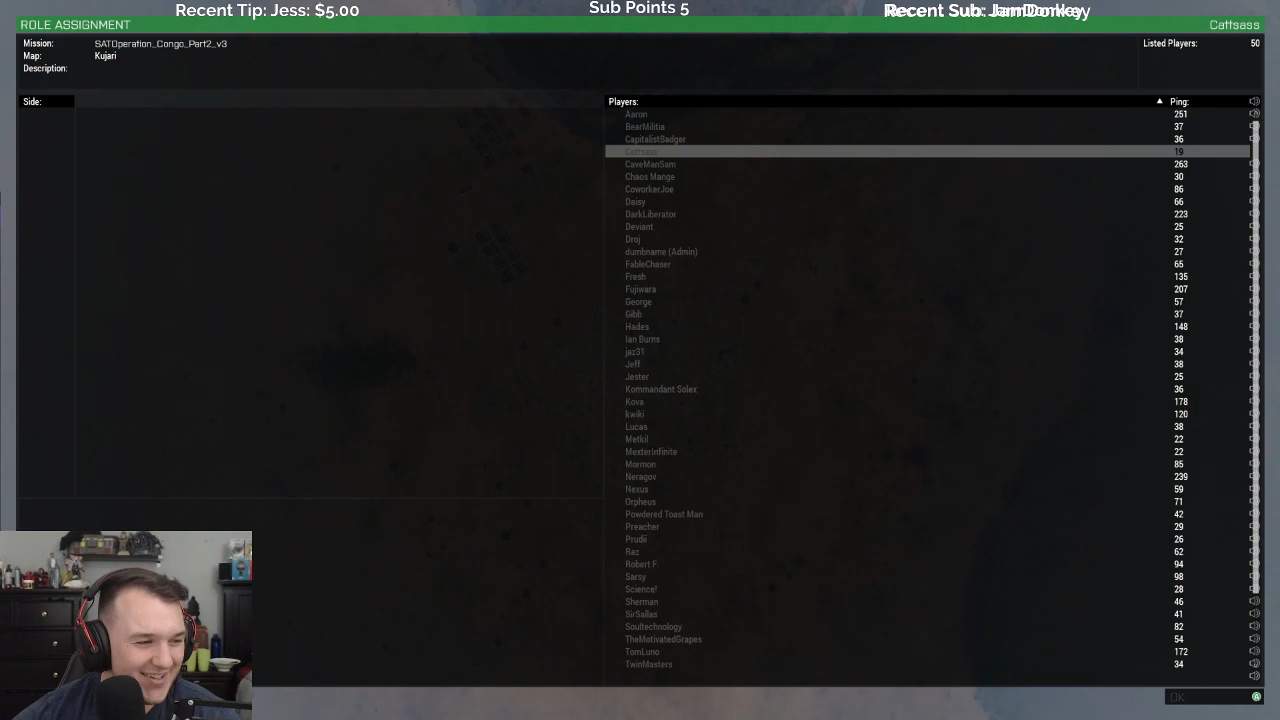 Recent Tip: Jess: $5.00
Sub Points 5
Recent Sub: JamDonkey
ROLE ASSIGNMENT
Cattsass
Mission: SATOperation_Congo_Part2_v3
Listed Players: 50
Map: Kujari
Description:
Side:
Players: Ping:
Aaron 251
BearMilitia 37
CapitalistBadger 36
Cattsass 19
CaveManSam 263
Chaos Mange 30
CoworkerJoe 86
Daisy 66
DarkLiberator 223
Deviant 25
Droj 32
dumbname (Admin) 27
FableChaser 65
Fresh 135
Fujiwara 207
George 57
Gibb 37
Hades 148
Ian Burns 38
jaz31 34
Jeff 38
Jester 25
Kommandant Solex 36
Kova 178
kwiki 120
Lucas 38
Metkil 22
MexterInfinite 22
Mormon 85
Neragov 239
Nexus 59
Orpheus 71
Powdered Toast Man 42
Preacher 29
Prudii 26
Raz 62
Robert F. 94
Sarsy 98
Science! 28
Sherman 46
SirSallas 41
Soultechnology 82
TheMotivatedGrapes 54
TomLuno 172
TwinMasters 34
OK A